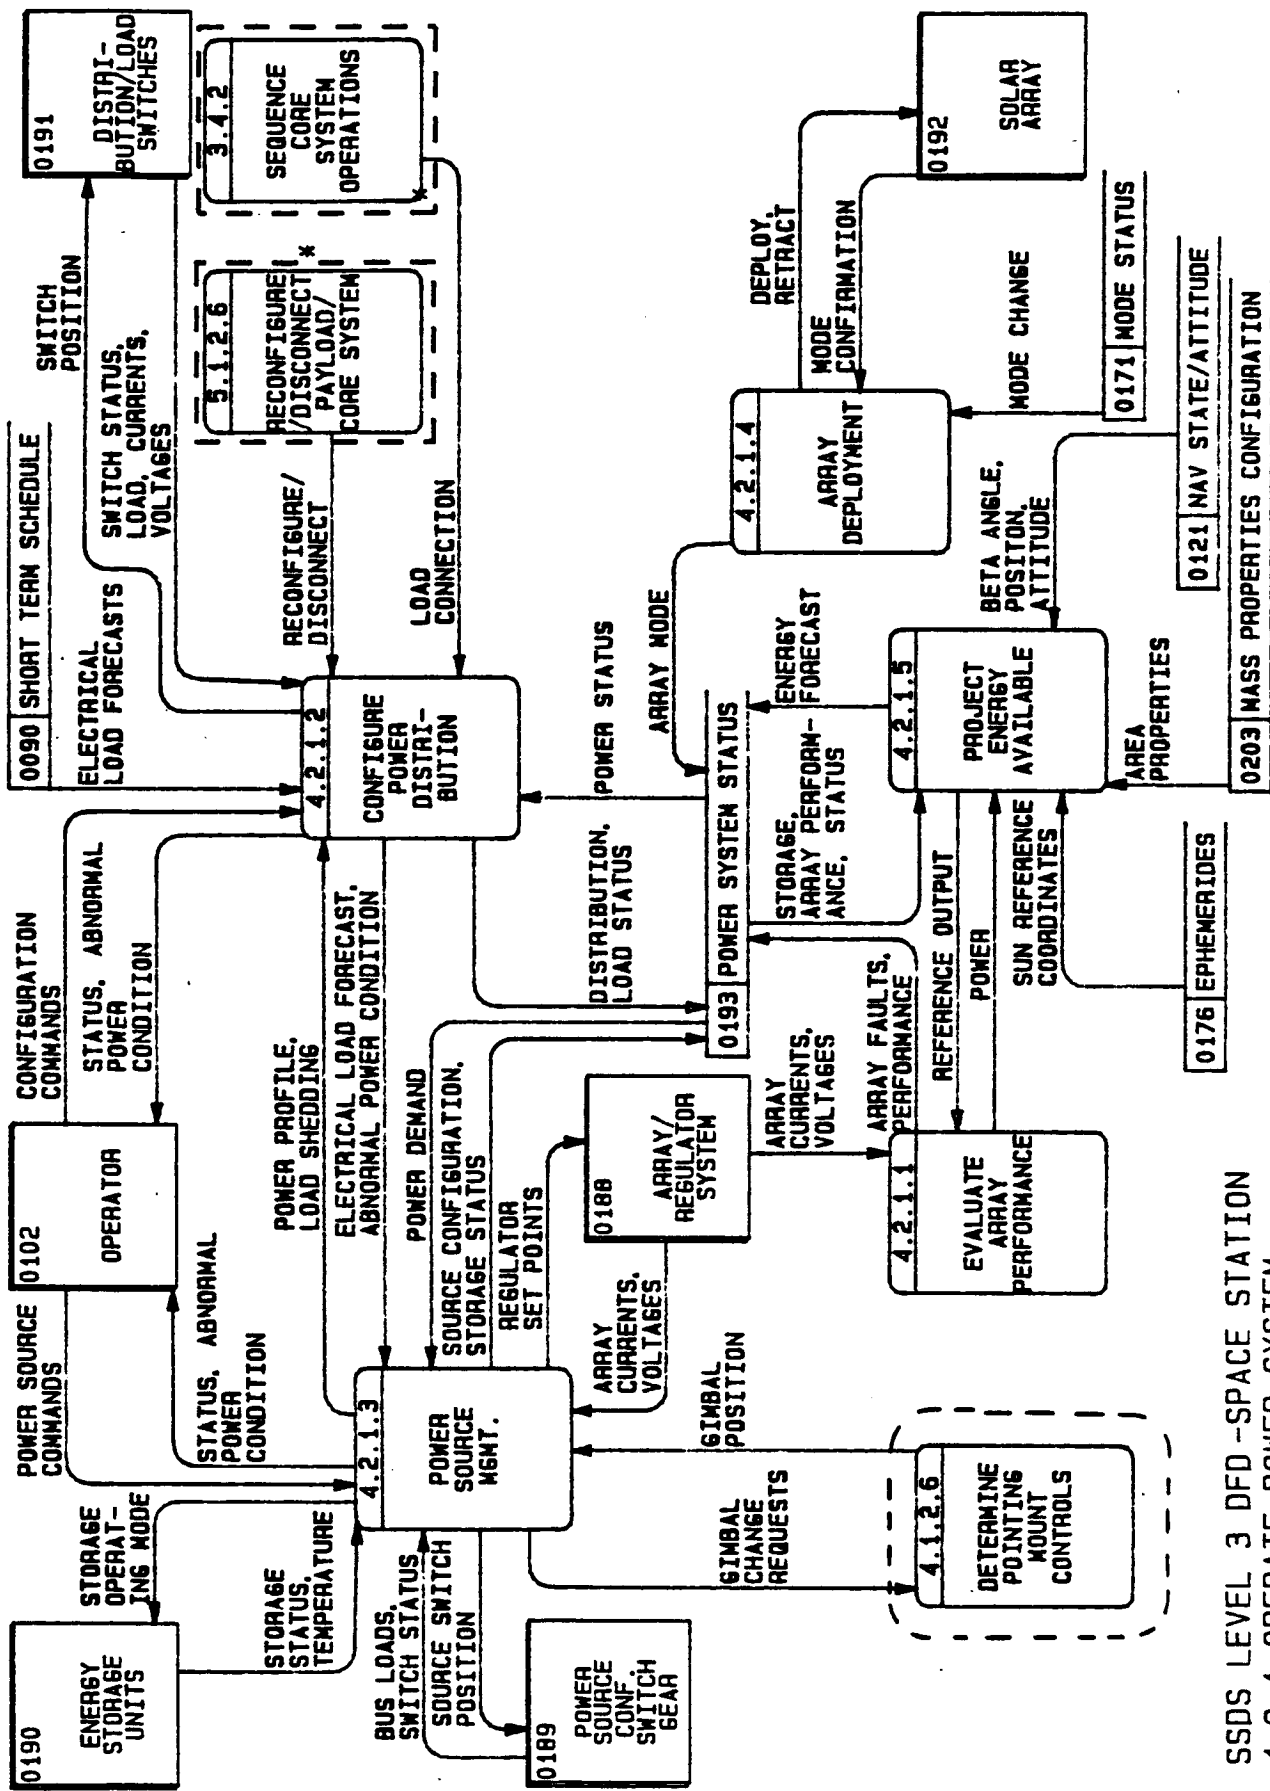 0190
ENERGY
STORAGE
UNITS
STORAGE
OPERAT-
ING MODE
STORAGE
STATUS,
TEMPERATURE
POWER SOURCE
COMMANDS
STATUS, ABNORMAL
POWER
CONDITION
0102
OPERATOR
CONFIGURATION
COMMANDS
STATUS, ABNORMAL
POWER
CONDITION
0090 SHORT TERM SCHEDULE
ELECTRICAL
LOAD FORECASTS
SWITCH
POSITION
SWITCH STATUS,
LOAD, CURRENTS,
VOLTAGES
0191
DISTRI-
BUTION/LOAD
SWITCHES
3.4.2
SEQUENCE
CORE
SYSTEM
OPERATIONS
*
5.1.2.6
RECONFIGURE
/DISCONNECT
PAYLOAD/
CORE SYSTEM
*
RECONFIGURE/
DISCONNECT
LOAD
CONNECTION
4.2.1.2
CONFIGURE
POWER
DISTRI-
BUTION
POWER PROFILE,
LOAD SHEDDING
ELECTRICAL LOAD FORECAST,
ABNORMAL POWER CONDITION
4.2.1.3
POWER
SOURCE
MGMT.
BUS LOADS,
SWITCH STATUS
SOURCE SWITCH
POSITION
0189
POWER
SOURCE
CONF.
SWITCH
GEAR
POWER DEMAND
SOURCE CONFIGURATION,
STORAGE STATUS
REGULATOR
SET POINTS
ARRAY
CURRENTS,
VOLTAGES
0188
ARRAY/
REGULATOR
SYSTEM
DISTRIBUTION,
LOAD STATUS
POWER STATUS
ARRAY MODE
0193 POWER SYSTEM STATUS
ARRAY
CURRENTS,
VOLTAGES
ARRAY FAULTS,
PERFORMANCE
STORAGE,
ARRAY PERFORM-
ANCE, STATUS
ENERGY
FORECAST
4.2.1.4
ARRAY
DEPLOYMENT
DEPLOY,
RETRACT
MODE
CONFIRMATION
0192
SOLAR
ARRAY
MODE CHANGE
0171 MODE STATUS
GIMBAL
POSITION
GIMBAL
CHANGE
REQUESTS
4.1.2.6
DETERMINE
POINTING
MOUNT
CONTROLS
4.2.1.1
EVALUATE
ARRAY
PERFORMANCE
REFERENCE OUTPUT
POWER
SUN REFERENCE
COORDINATES
4.2.1.5
PROJECT
ENERGY
AVAILABLE
BETA ANGLE,
POSITON,
ATTITUDE
AREA
PROPERTIES
0176 EPHEMERIDES
0121 NAV STATE/ATTITUDE
0203 MASS PROPERTIES CONFIGURATION
SSDS LEVEL 3 DFD-SPACE STATION